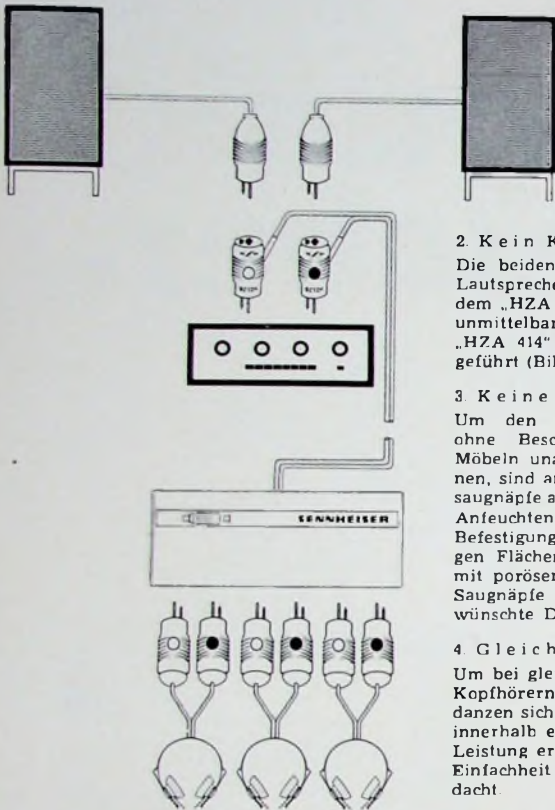 SENNHEISER
2. Kein K
Die beiden
Lautspreche
dem „HZA
unmittelbar
„HZA 414“
geführt (Bil
3. Keine
Um den
ohne Besc
Möbeln una
nen, sind ar
saugnäpfe a
Anfeuchten
Befestigung
gen Flächer
mit poröser
Saugnäpfe
wünschte D
4. Gleich
Um bei gle
Kopfhörern
danzen sich
innerhalb e
Leistung er
Einfachheit
dacht.